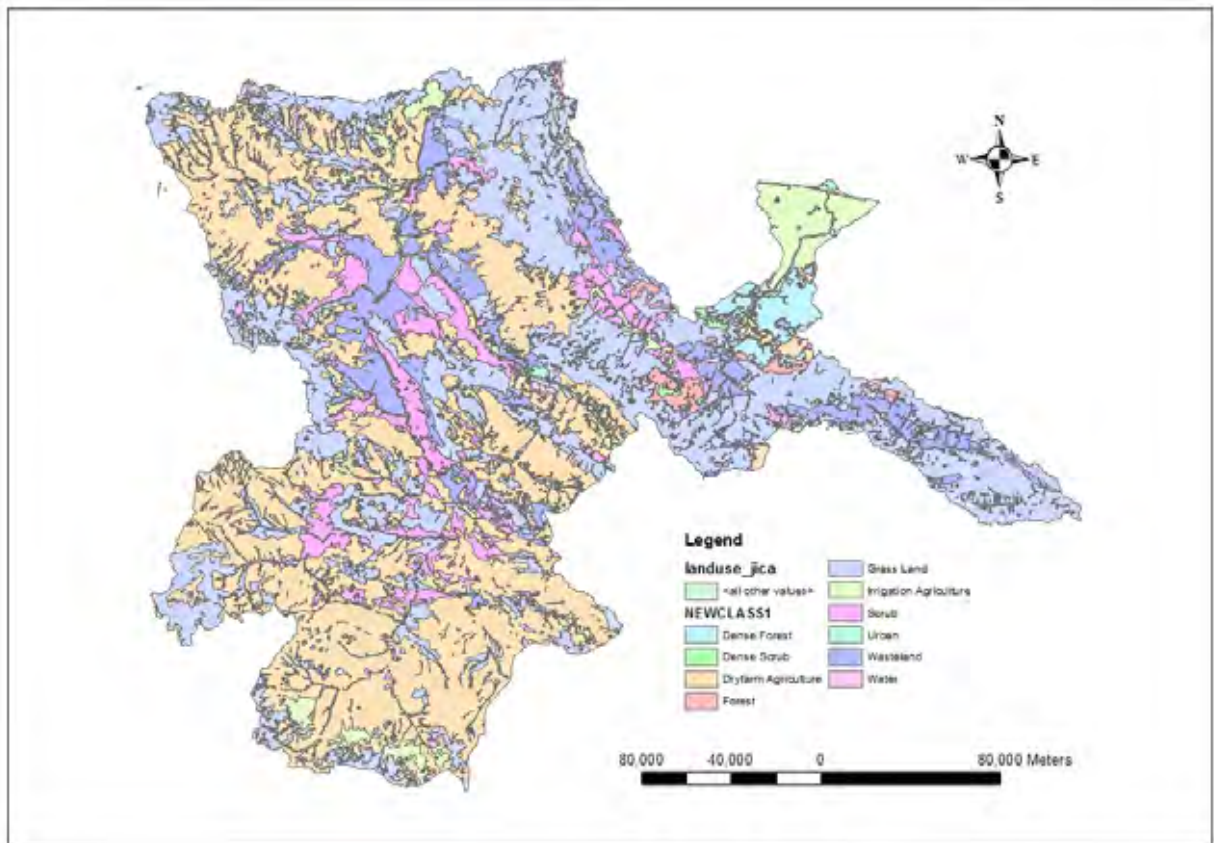 N
W E
S
Legend
landuse_jica
<all other values>
NEWCLASS1
Dense Forest
Dense Scrub
Dryfarm Agriculture
Forest
Grass Land
Irrigation Agriculture
Scrub
Urban
Wasteland
Water
80,000 40,000 0 80,000 Meters